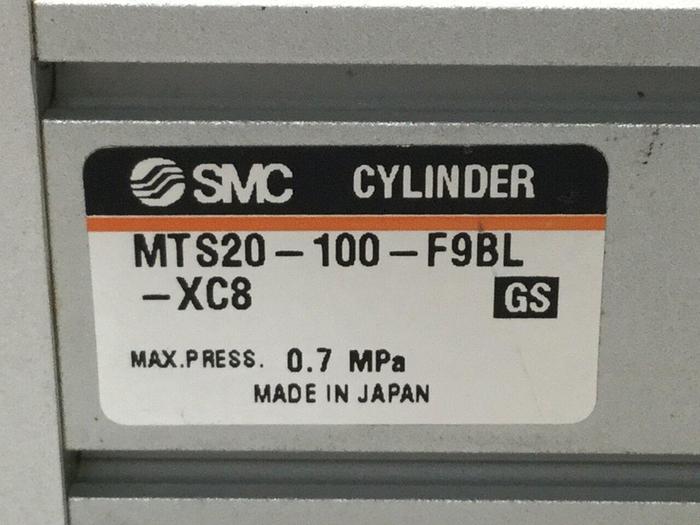 SMC CYLINDER
MTS20-100-F9BL
-XC8 GS
MAX.PRESS. 0.7 MPa
MADE IN JAPAN